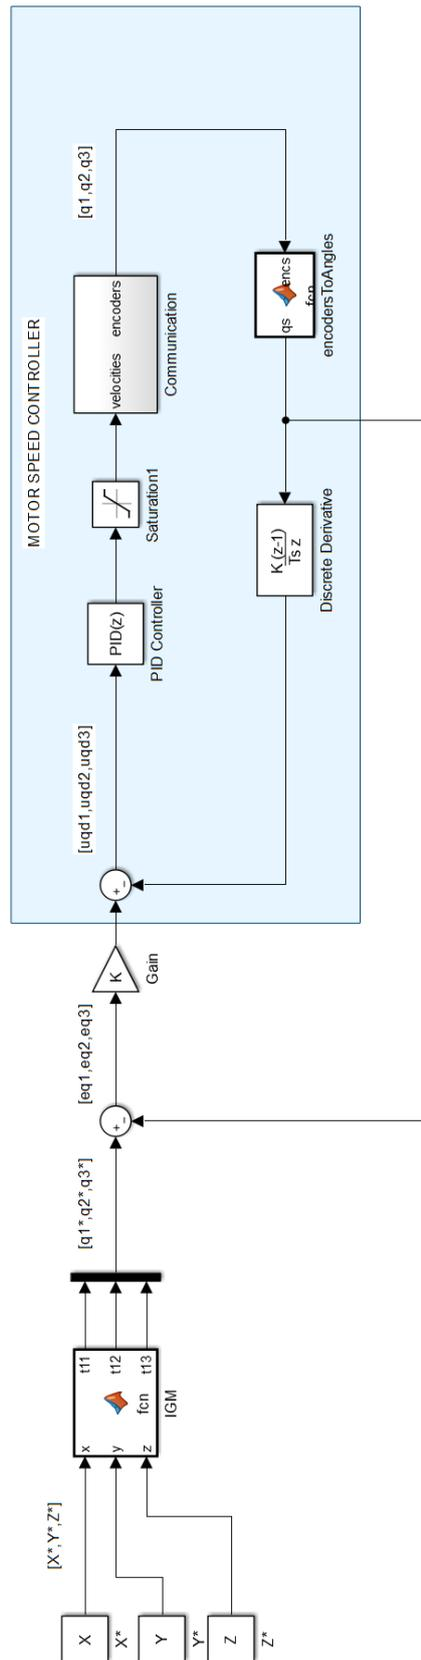 X
X*
Y
Y*
Z
Z*
[X*,Y*,Z*]
x
y
z
t11
t12
t13
fcn
IGM
[q1*,q2*,q3*]
+
−
[eq1,eq2,eq3]
K
Gain
MOTOR SPEED CONTROLLER
+
−
[uqd1,uqd2,uqd3]
PID(z)
PID Controller
Saturation1
velocities
encoders
Communication
[q1,q2,q3]
qs
encs
fcn
encodersToAngles
K (z-1)
Ts z
Discrete Derivative